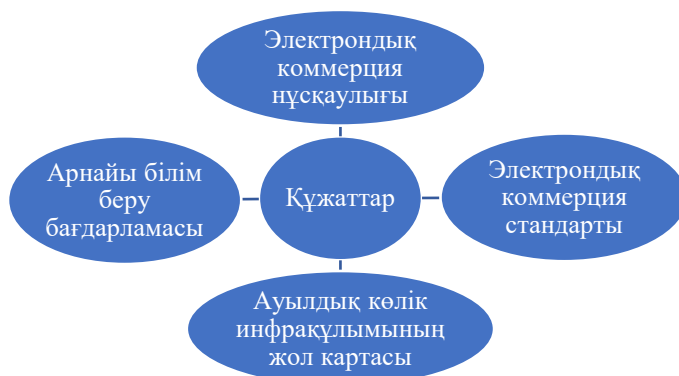 Электрондық
коммерция
нұсқаулығы
Арнайы білім
беру
бағдарламасы
Құжаттар
Электрондық
коммерция
стандарты
Ауылдық көлік
инфрақұлымының
жол картасы